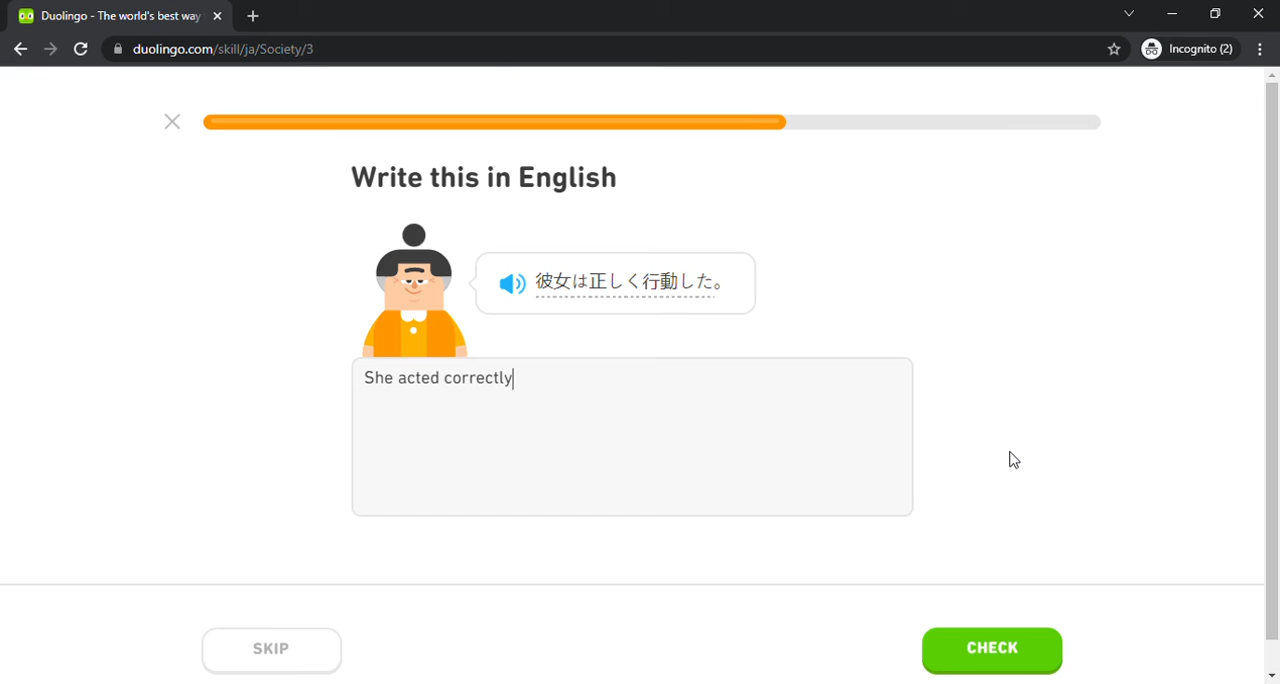 Duolingo - The world's best way
duolingo.com/skill/ja/Society/3
Incognito (2)
Write this in English
彼女は正しく行動した。
She acted correctly
SKIP
CHECK